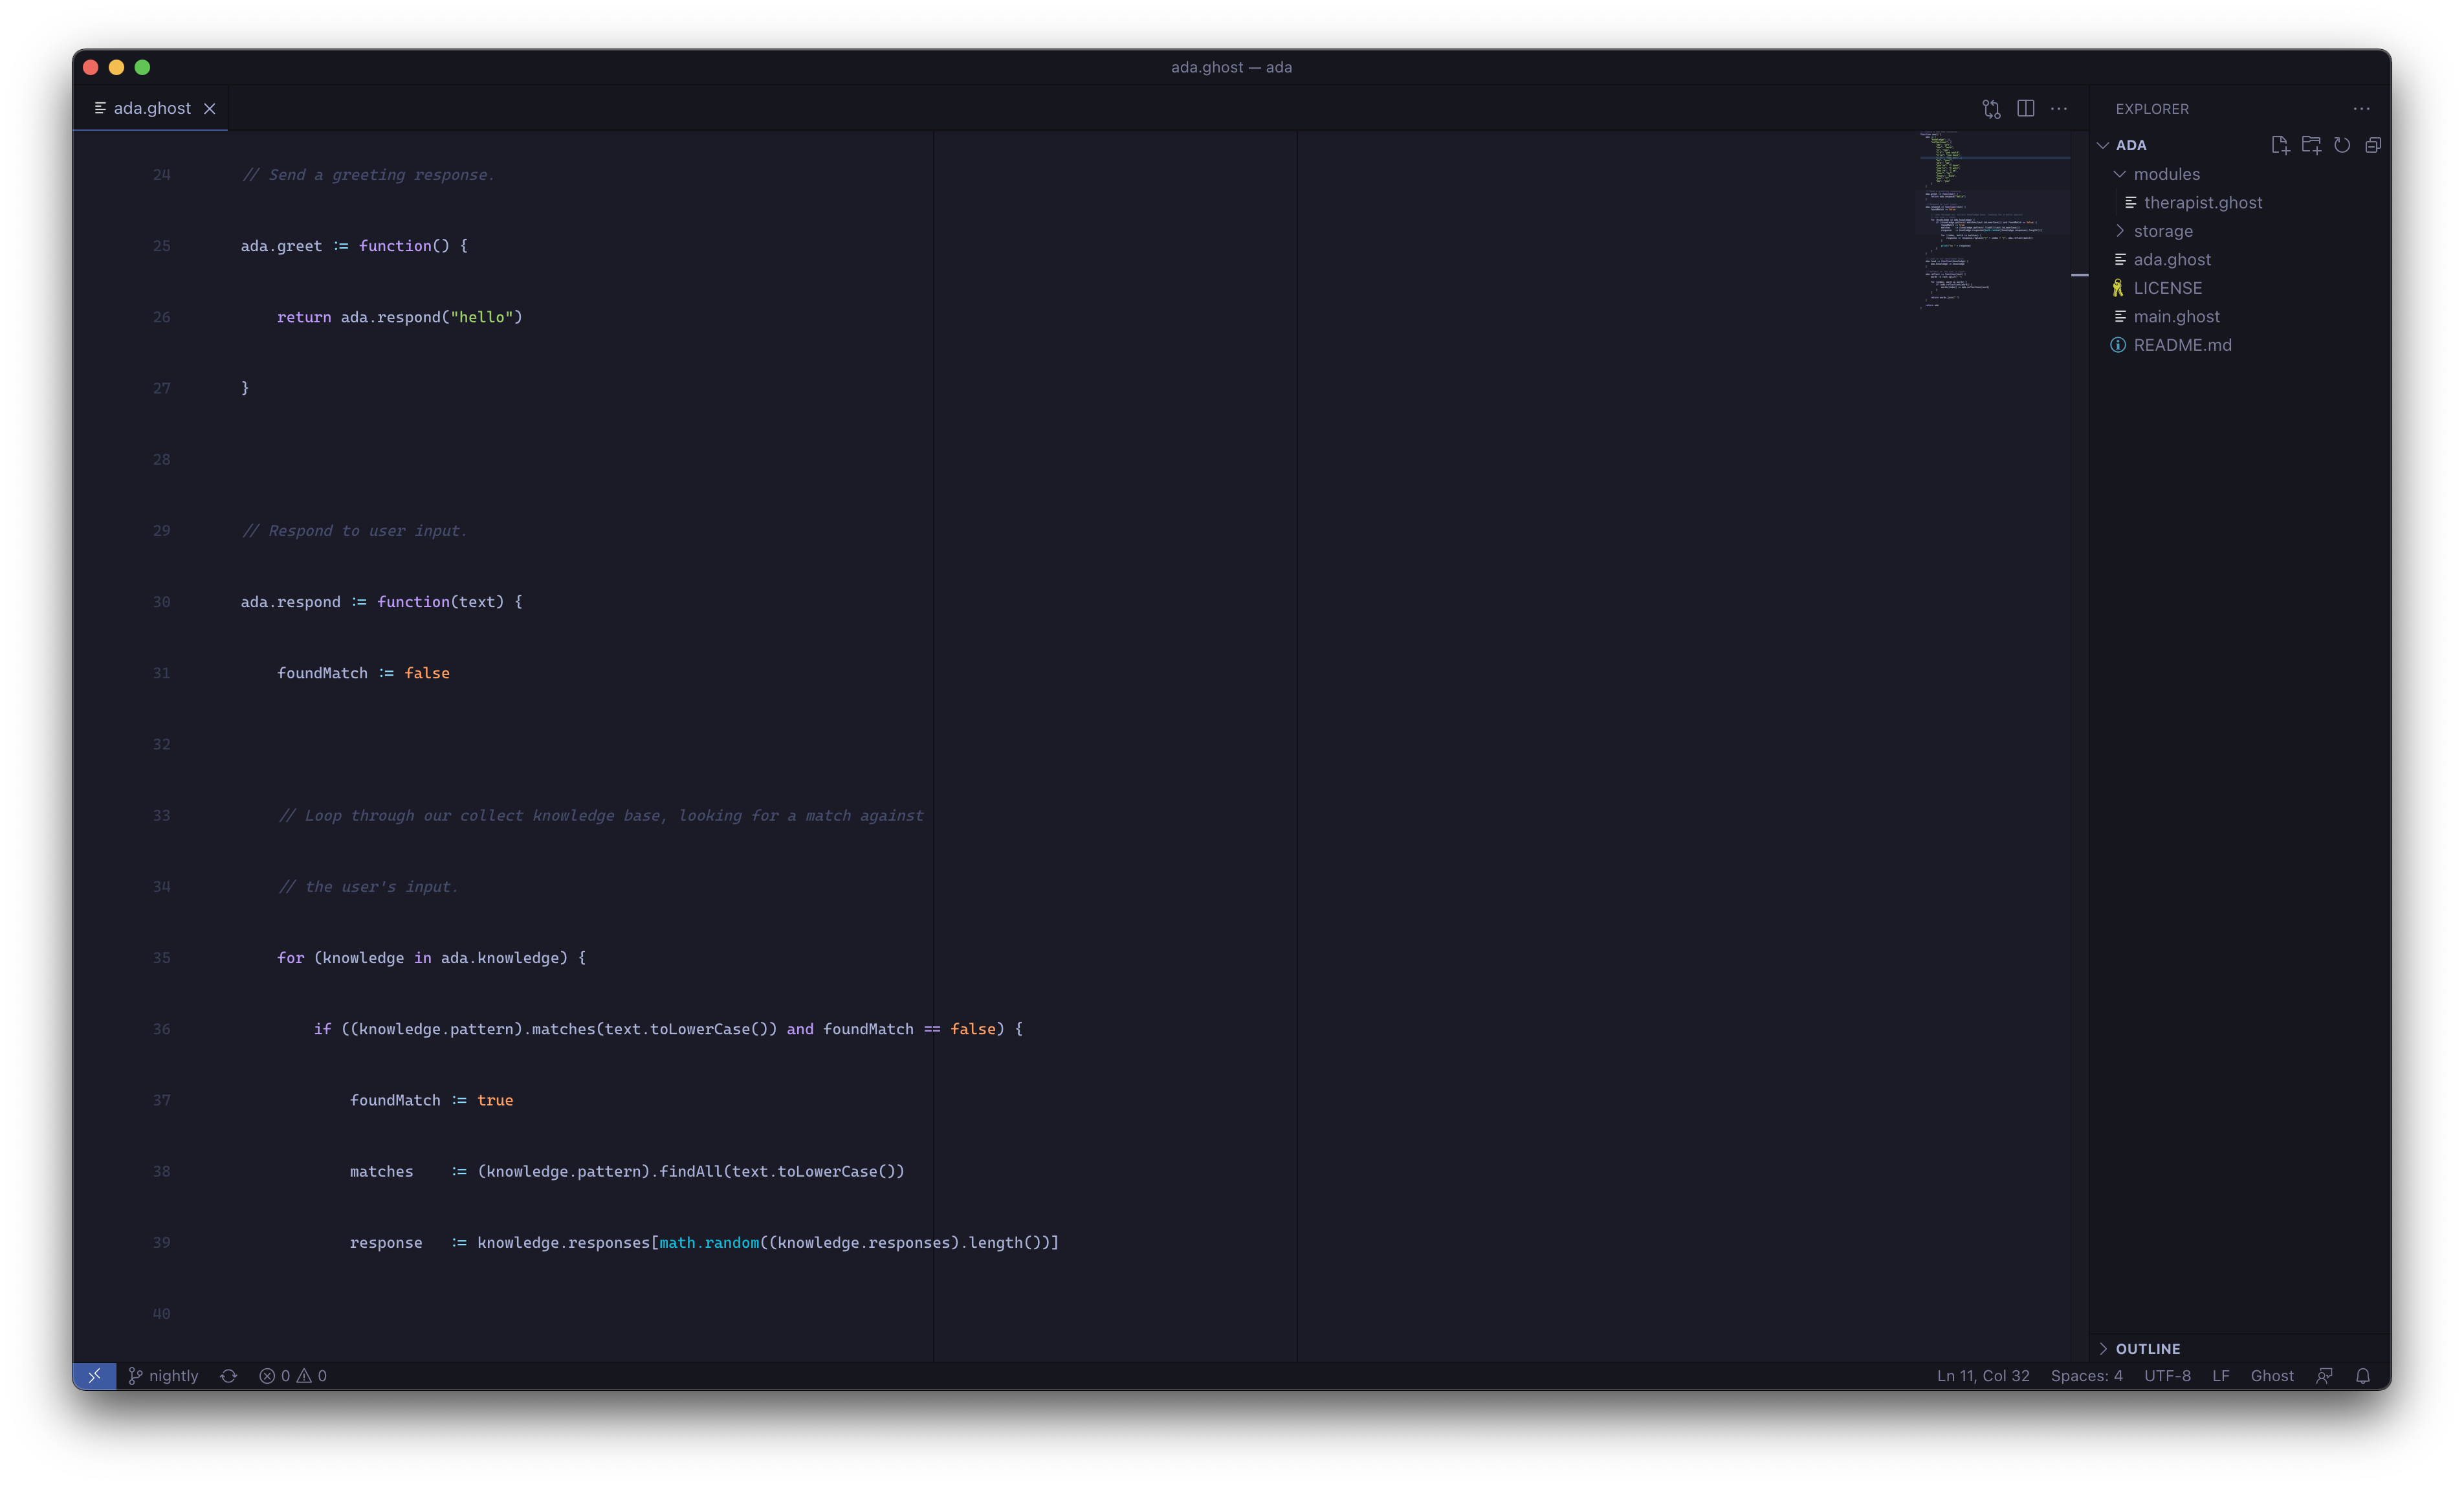 ada.ghost — ada
ada.ghost
EXPLORER
ADA
modules
therapist.ghost
storage
ada.ghost
LICENSE
main.ghost
README.md
OUTLINE
24 // Send a greeting response.
25 ada.greet := function() {
26 return ada.respond("hello")
27 }
28
29 // Respond to user input.
30 ada.respond := function(text) {
31 foundMatch := false
32
33 // Loop through our collect knowledge base, looking for a match against
34 // the user's input.
35 for (knowledge in ada.knowledge) {
36 if ((knowledge.pattern).matches(text.toLowerCase()) and foundMatch == false) {
37 foundMatch := true
38 matches := (knowledge.pattern).findAll(text.toLowerCase())
39 response := knowledge.responses[math.random((knowledge.responses).length())]
40
nightly 0 0 Ln 11, Col 32 Spaces: 4 UTF-8 LF Ghost